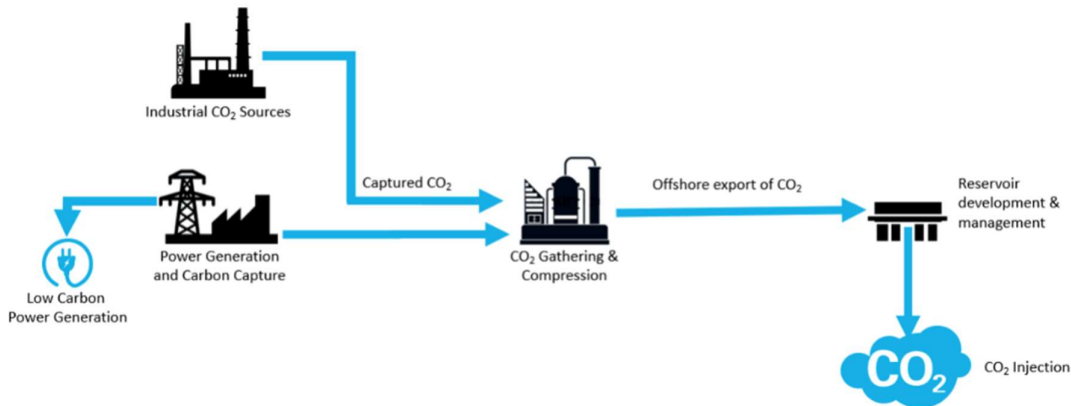 Industrial CO₂ Sources
Captured CO₂
Offshore export of CO₂
Reservoir
development &
management
Power Generation
and Carbon Capture
CO₂ Gathering &
Compression
Low Carbon
Power Generation
CO₂
CO₂ Injection